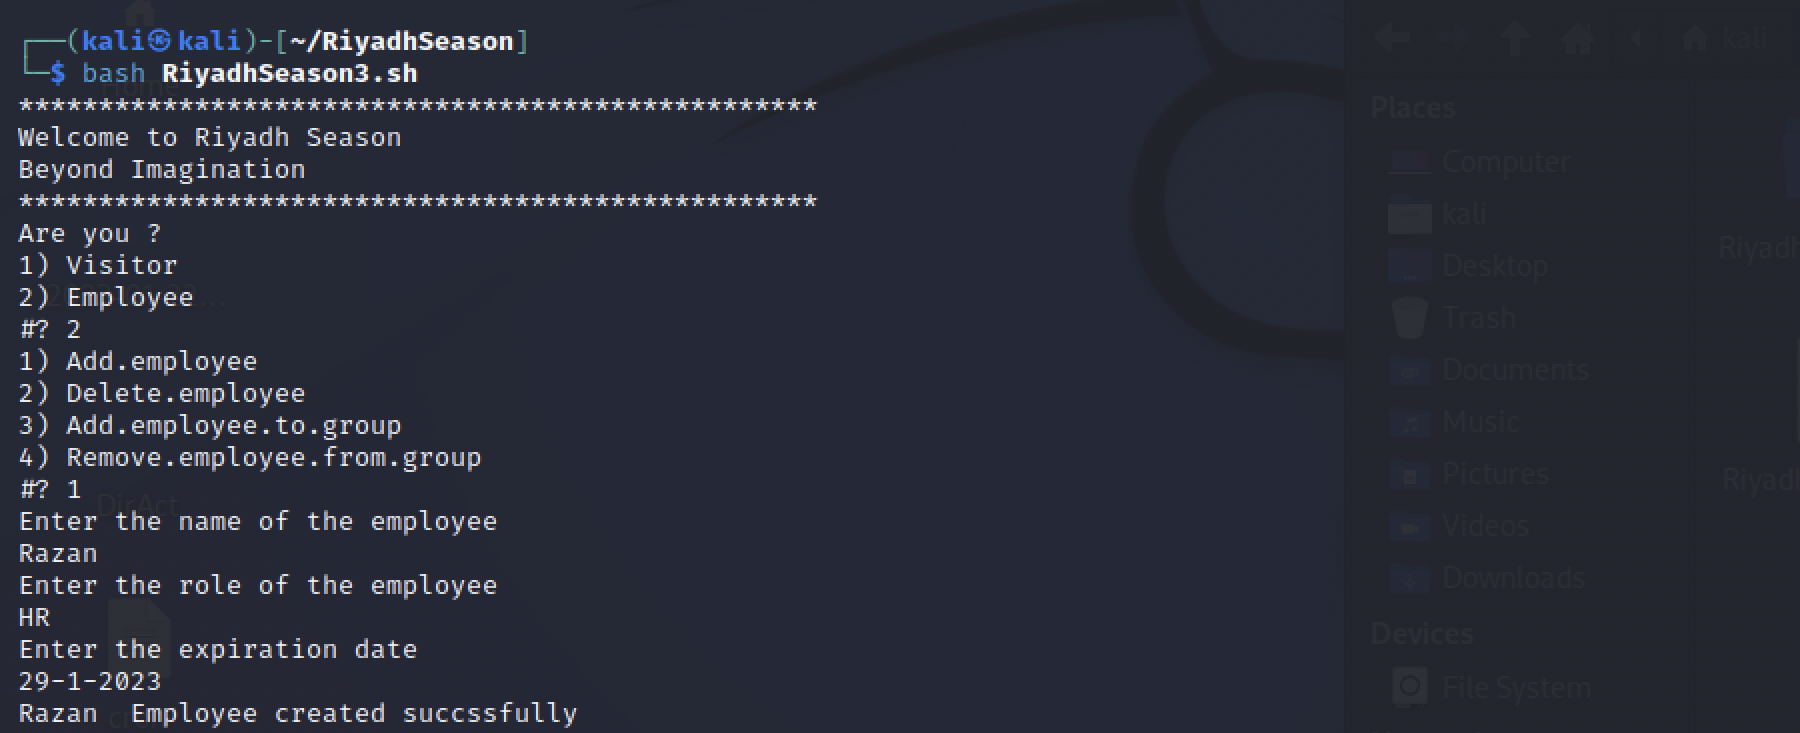 ┌──(kali㉿kali)-[~/RiyadhSeason]
└─$ bash RiyadhSeason3.sh
**************************************************
Welcome to Riyadh Season
Beyond Imagination
**************************************************
Are you ?
1) Visitor
2) Employee
#? 2
1) Add.employee
2) Delete.employee
3) Add.employee.to.group
4) Remove.employee.from.group
#? 1
Enter the name of the employee
Razan
Enter the role of the employee
HR
Enter the expiration date
29-1-2023
Razan  Employee created succssfully
Home
DirAct
kali
Places
Computer
kali
Desktop
Trash
Documents
Music
Pictures
Videos
Downloads
Devices
File System